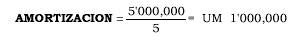 AMORTIZACION = 5'000,000 / 5 = UM 1'000,000